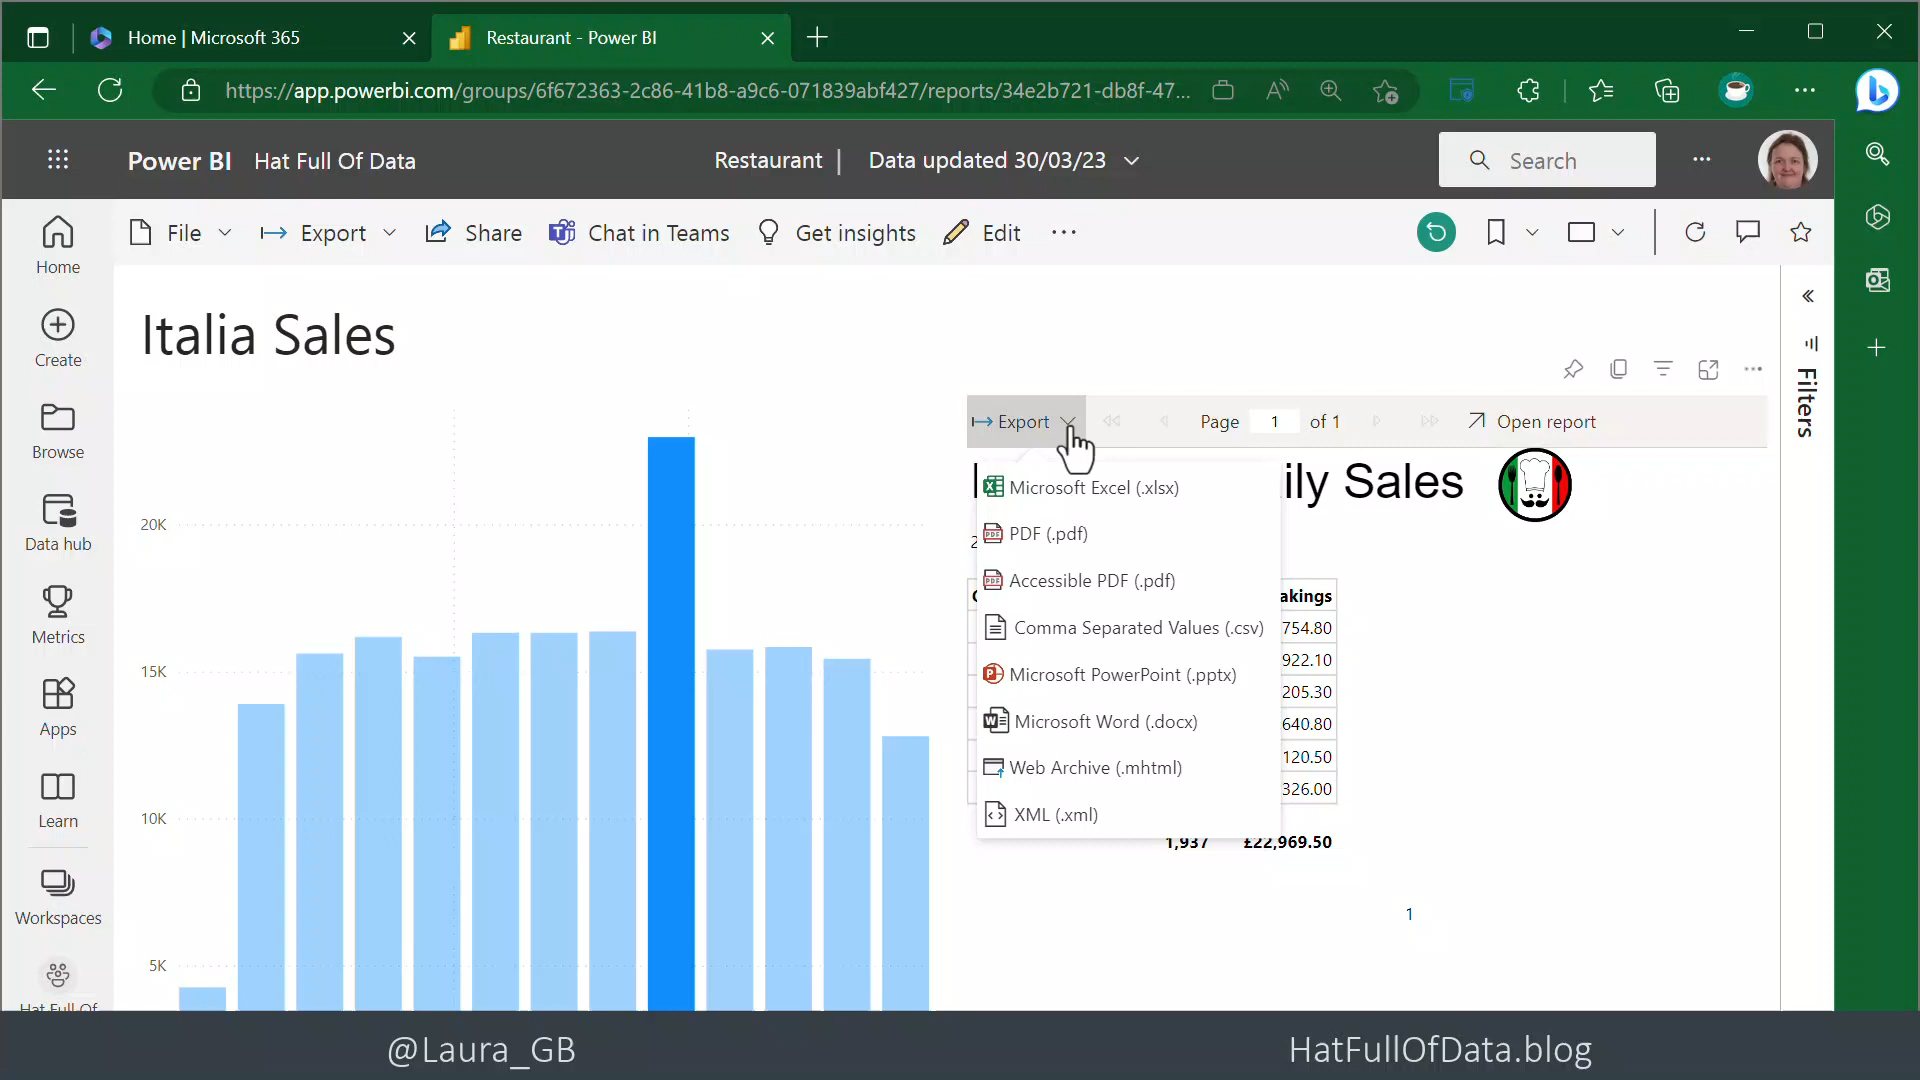 Home | Microsoft 365
Restaurant - Power BI
https://app.powerbi.com/groups/6f672363-2c86-41b8-a9c6-071839abf427/reports/34e2b721-db8f-47...
Power BI Hat Full Of Data
Restaurant | Data updated 30/03/23
Search
File Export Share Chat in Teams Get insights Edit
Home
Create
Browse
Data hub
Metrics
Apps
Learn
Workspaces
Italia Sales
20K
15K
10K
5K
Export Page 1 of 1 Open report
Filters
Microsoft Excel (.xlsx)
PDF (.pdf)
Accessible PDF (.pdf)
Comma Separated Values (.csv)
Microsoft PowerPoint (.pptx)
Microsoft Word (.docx)
Web Archive (.mhtml)
XML (.xml)
ily Sales
akings
754.80
922.10
205.30
640.80
120.50
326.00
1,937 £22,969.50
1
@Laura_GB
HatFullOfData.blog